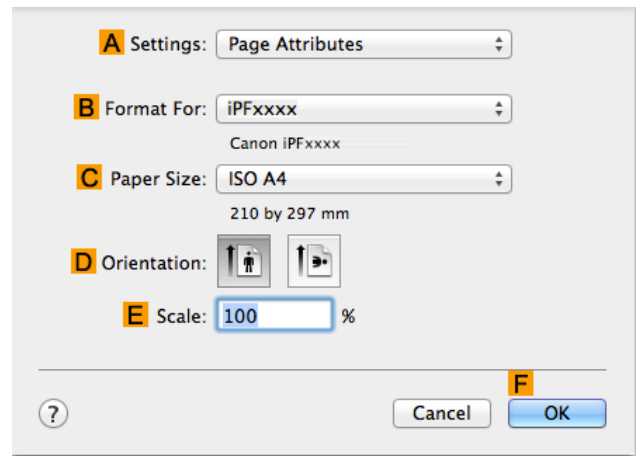 A Settings: Page Attributes
B Format For: iPFxxxx
Canon iPFxxxx
C Paper Size: ISO A4
210 by 297 mm
D Orientation:
E Scale: 100 %
F
? Cancel OK